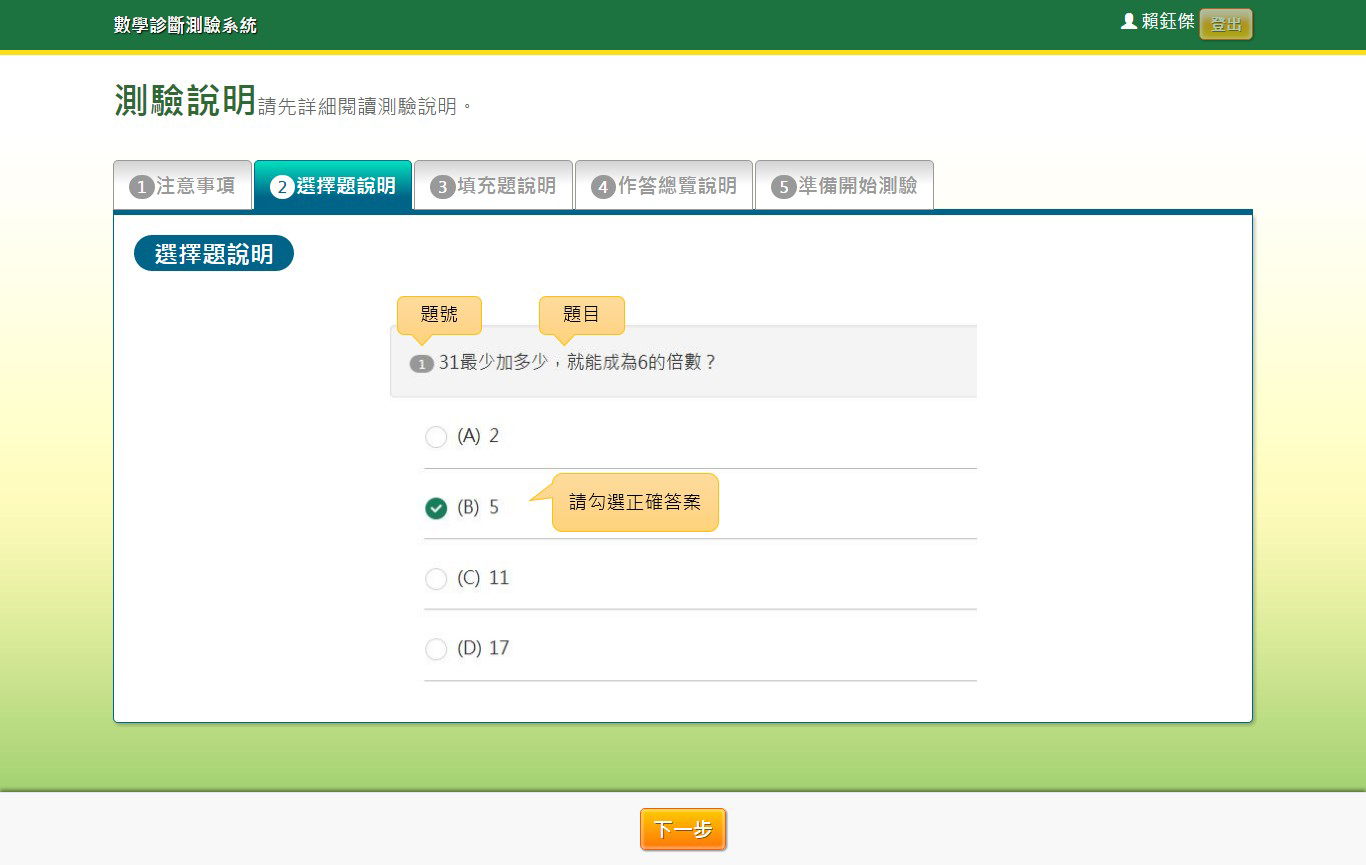 數學診斷測驗系統
賴鈺傑 登出
測驗說明請先詳細閱讀測驗說明。
1 注意事項 2 選擇題說明 3 填充題說明 4 作答總覽說明 5 準備開始測驗
選擇題說明
題號 題目
1 31最少加多少，就能成為6的倍數？
(A) 2
(B) 5 請勾選正確答案
(C) 11
(D) 17
下一步